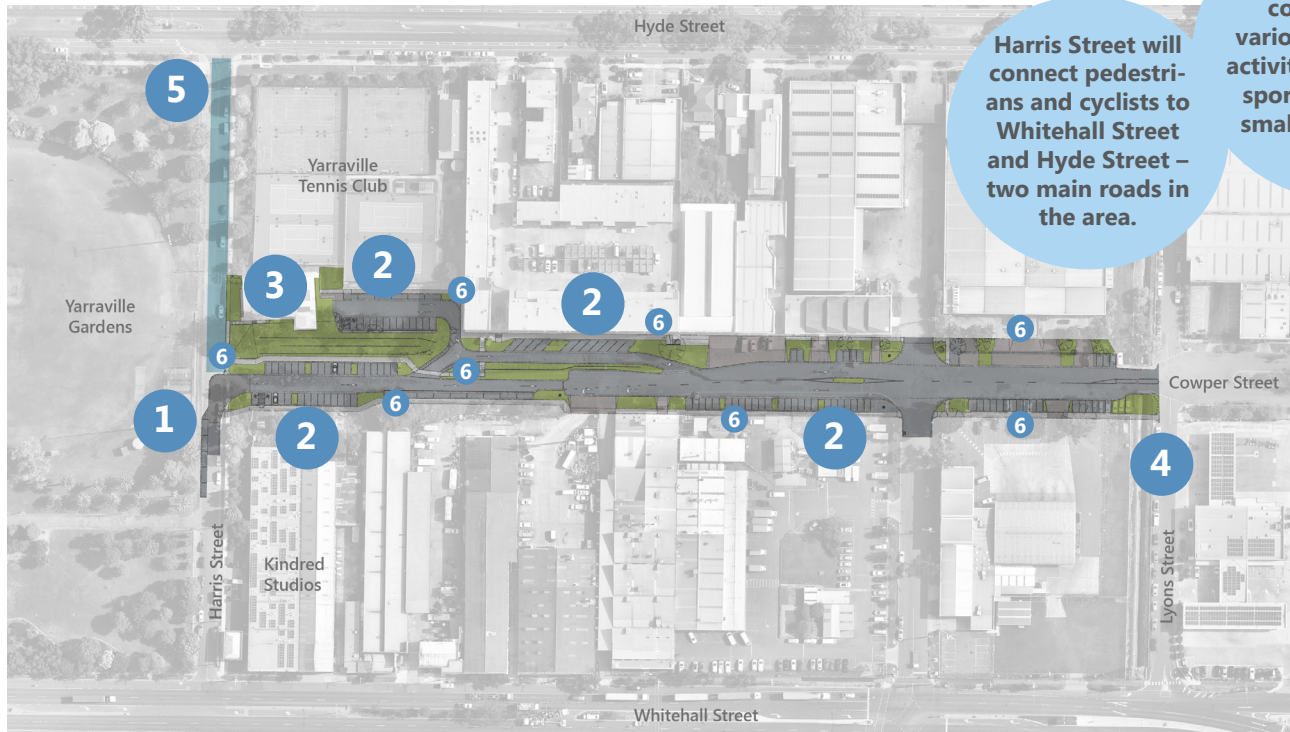 Hyde Street
Harris Street will
connect pedestri-
ans and cyclists to
Whitehall Street
and Hyde Street –
two main roads in
the area.
co
vario
activit
spor
smal
5
Yarraville
Tennis Club
3
2
6
2
6
6
Yarraville
Gardens
6
6
Cowper Street
1
2
6
6
2
6
4
Harris Street
Kindred
Studios
Lyons Street
Whitehall Street